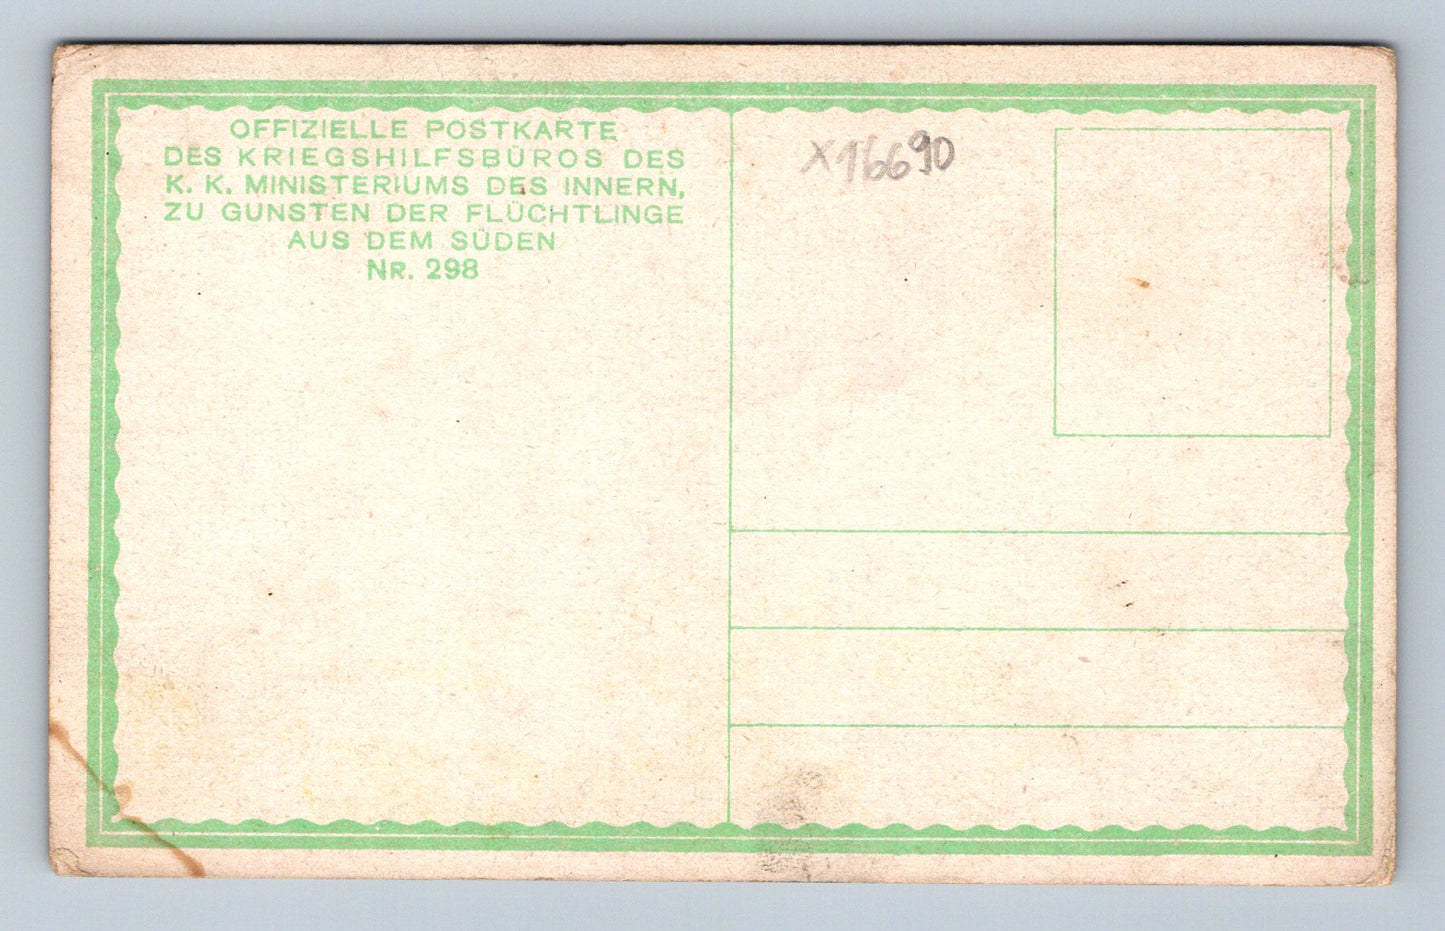 OFFIZIELLE POSTKARTE
DES KRIEGSHILFSBÜROS DES
K. K. MINISTERIUMS DES INNERN,
ZU GUNSTEN DER FLÜCHTLINGE
AUS DEM SÜDEN
NR. 298
X16690